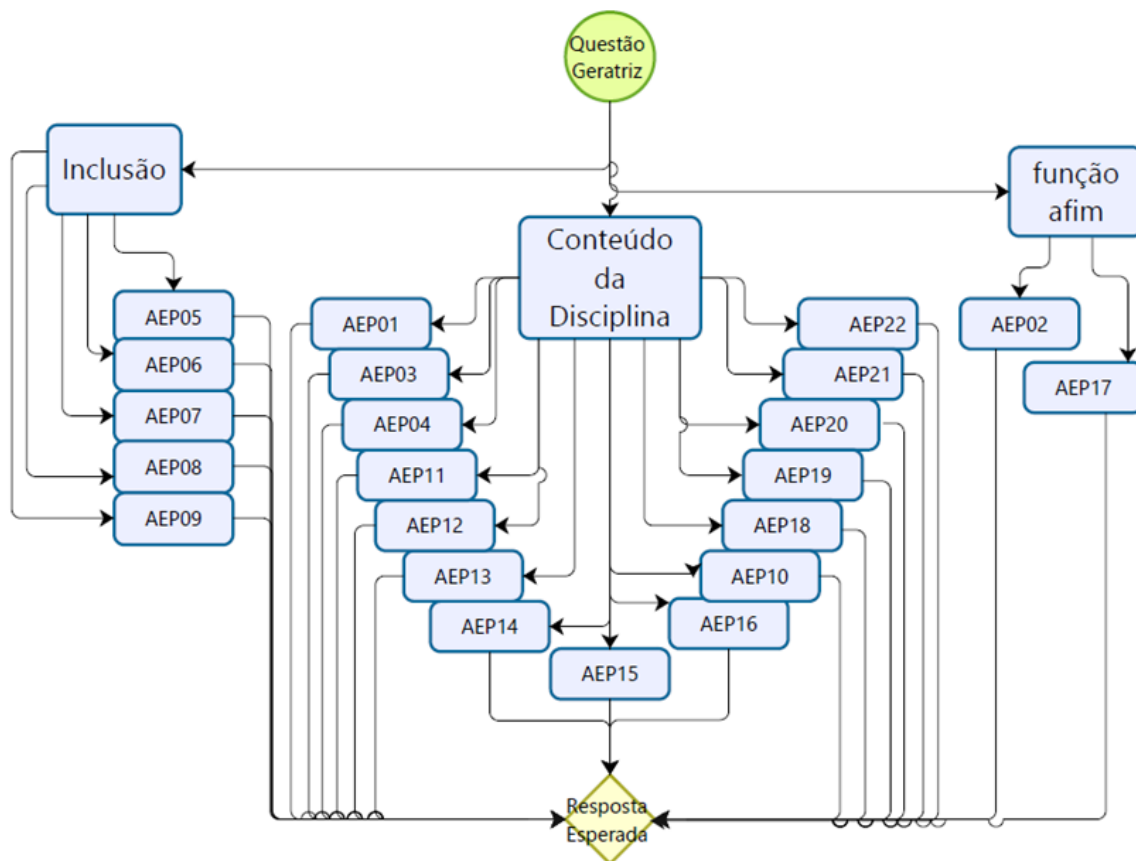 Questão
Geratriz
Inclusão
função
afim
Conteúdo
da
Disciplina
AEP05
AEP06
AEP07
AEP08
AEP09
AEP01
AEP03
AEP04
AEP11
AEP12
AEP13
AEP14
AEP15
AEP22
AEP21
AEP20
AEP19
AEP18
AEP10
AEP16
AEP02
AEP17
Resposta
Esperada